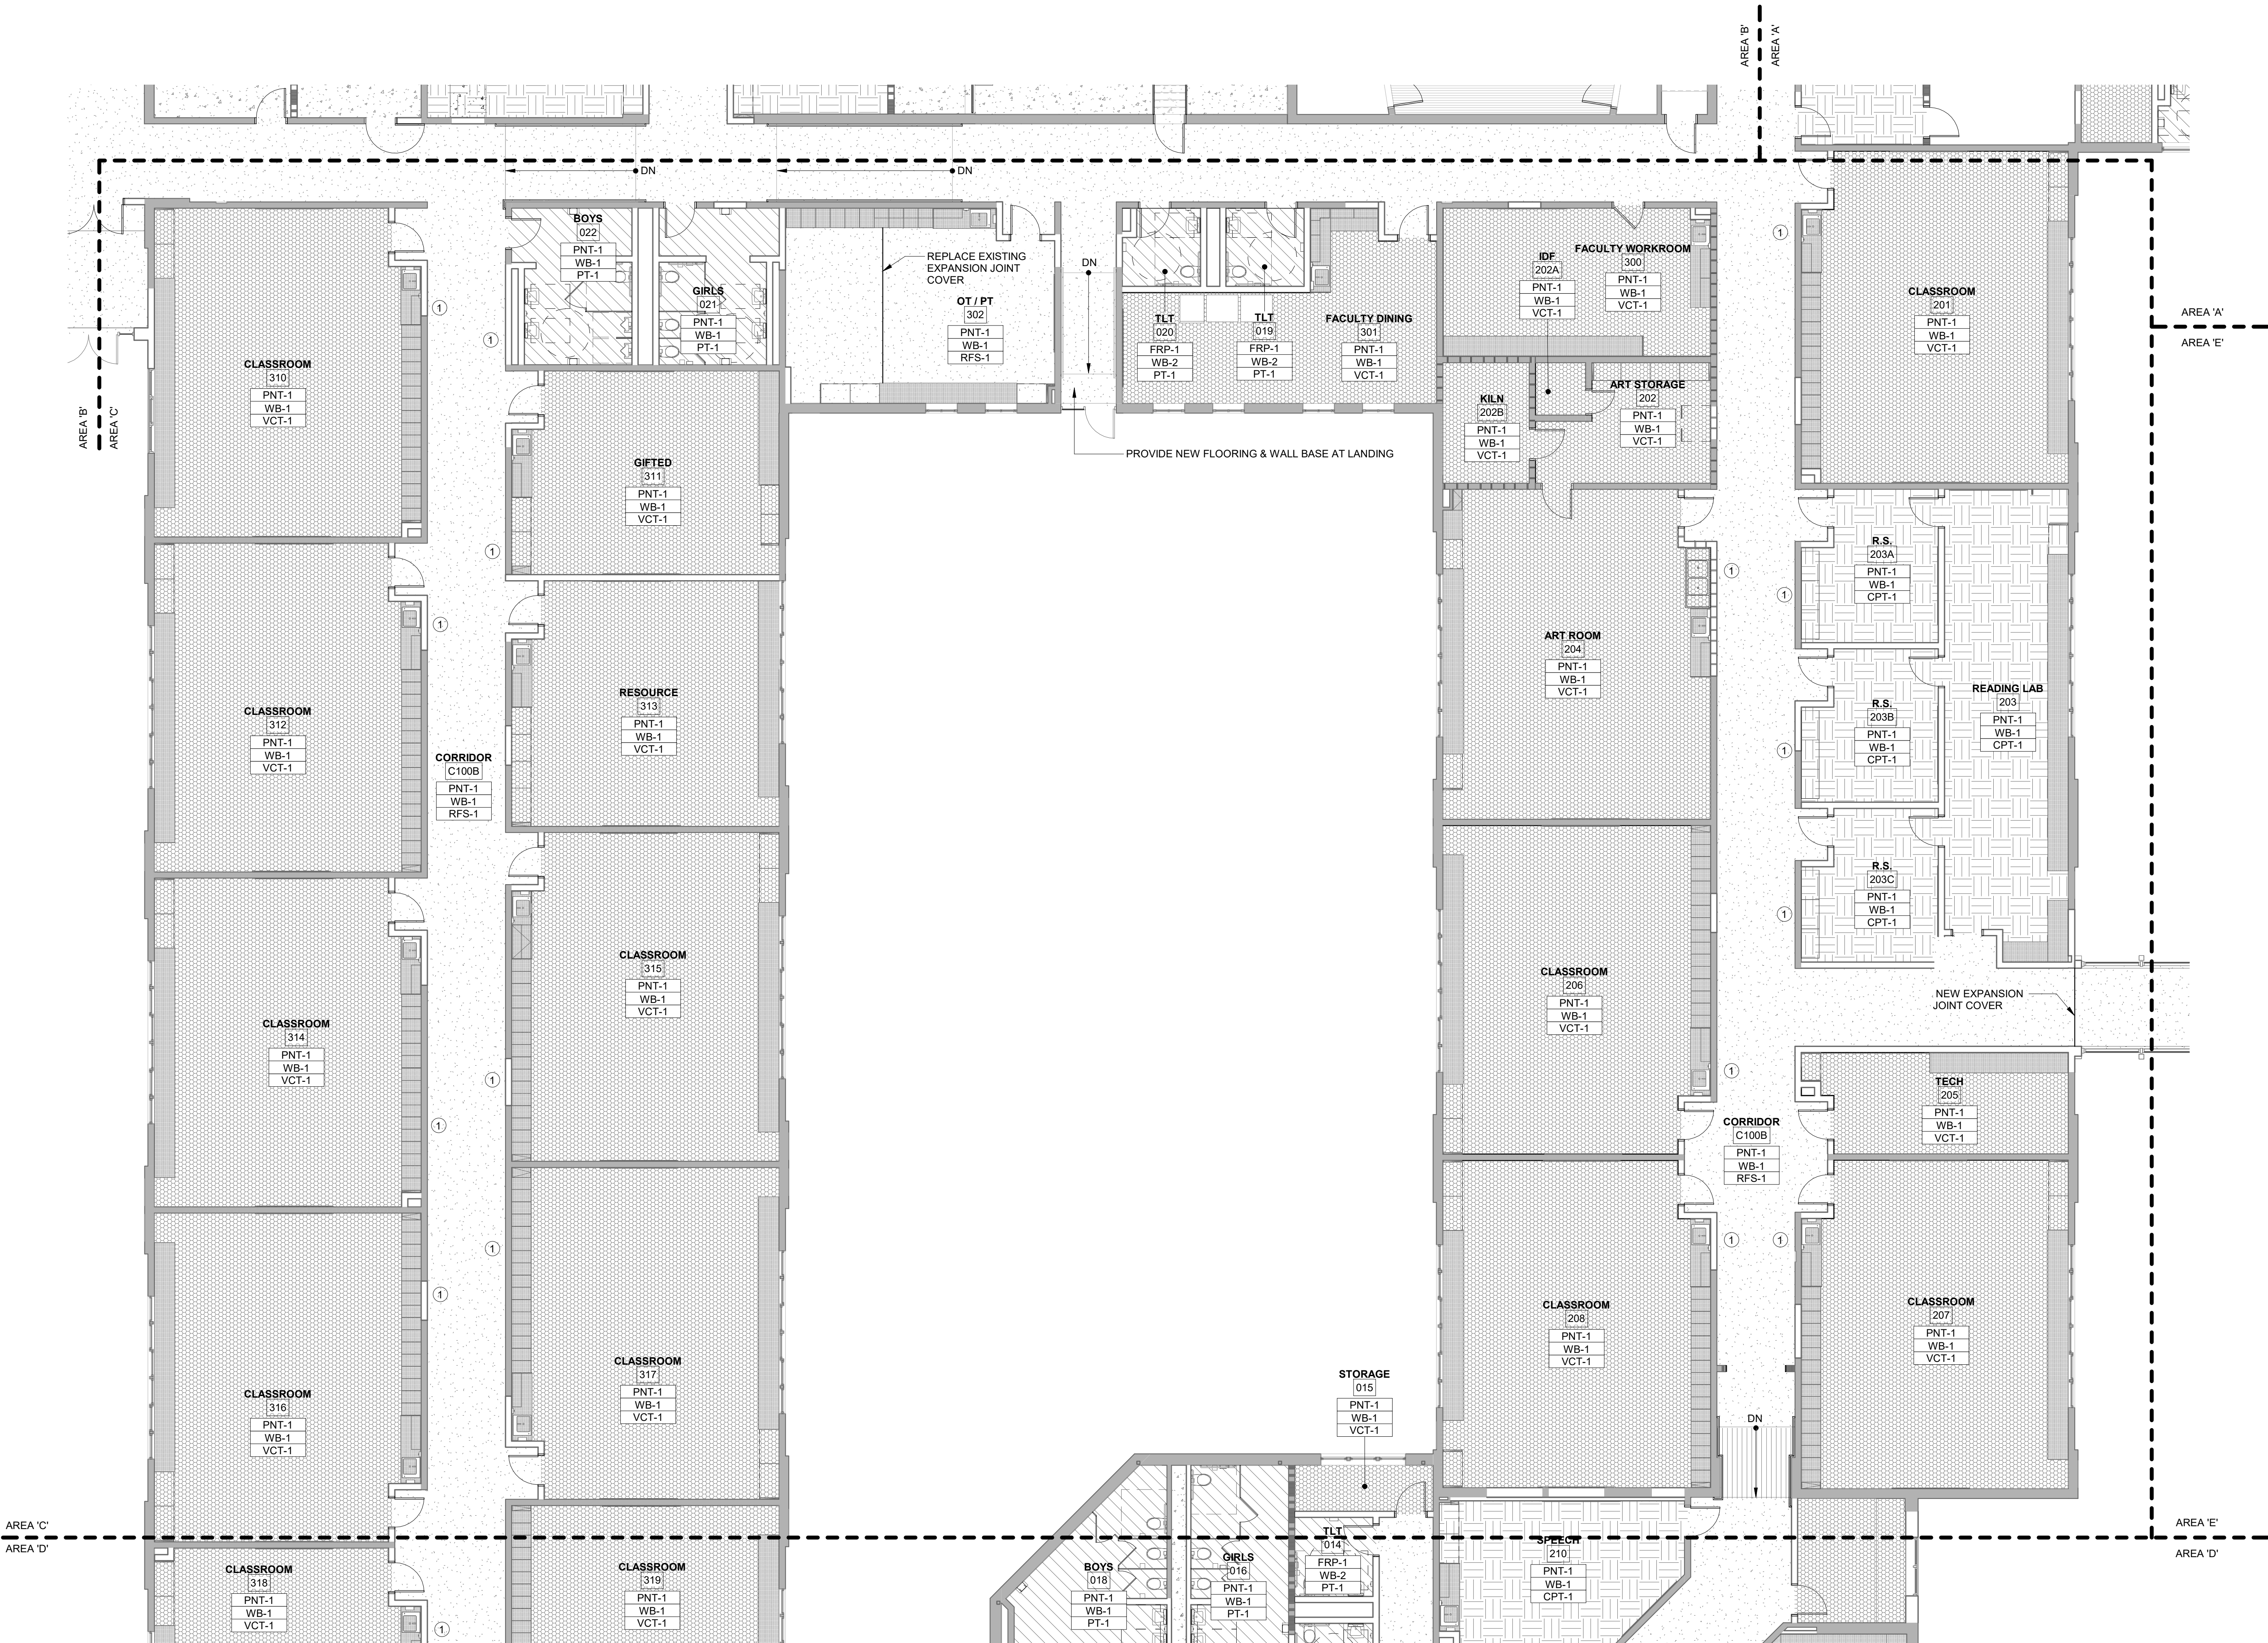 AREA 'B'
AREA 'A'
DN
DN
BOYS
022
PNT-1
WB-1
PT-1
GIRLS
021
PNT-1
WB-1
PT-1
REPLACE EXISTING
EXPANSION JOINT
COVER
OT / PT
302
PNT-1
WB-1
RFS-1
DN
TLT
020
FRP-1
WB-2
PT-1
TLT
019
FRP-1
WB-2
PT-1
FACULTY DINING
301
PNT-1
WB-1
VCT-1
IDF
202A
PNT-1
WB-1
VCT-1
FACULTY WORKROOM
300
PNT-1
WB-1
VCT-1
1
CLASSROOM
201
PNT-1
WB-1
VCT-1
AREA 'A'
AREA 'E'
1
1
CLASSROOM
310
PNT-1
WB-1
VCT-1
AREA 'B'
AREA 'C'
KILN
202B
PNT-1
WB-1
VCT-1
ART STORAGE
202
PNT-1
WB-1
VCT-1
PROVIDE NEW FLOORING & WALL BASE AT LANDING
GIFTED
311
PNT-1
WB-1
VCT-1
1
1
1
1
R.S.
203A
PNT-1
WB-1
CPT-1
ART ROOM
204
PNT-1
WB-1
VCT-1
CLASSROOM
312
PNT-1
WB-1
VCT-1
RESOURCE
313
PNT-1
WB-1
VCT-1
R.S.
203B
PNT-1
WB-1
CPT-1
READING LAB
203
PNT-1
WB-1
CPT-1
1
CORRIDOR
C100B
PNT-1
WB-1
RFS-1
R.S.
203C
PNT-1
WB-1
CPT-1
1
CLASSROOM
315
PNT-1
WB-1
VCT-1
CLASSROOM
206
PNT-1
WB-1
VCT-1
NEW EXPANSION
JOINT COVER
CLASSROOM
314
PNT-1
WB-1
VCT-1
1
1
1
TECH
205
PNT-1
WB-1
VCT-1
CORRIDOR
C100B
PNT-1
WB-1
RFS-1
1
1
1
1
CLASSROOM
208
PNT-1
WB-1
VCT-1
CLASSROOM
207
PNT-1
WB-1
VCT-1
CLASSROOM
317
PNT-1
WB-1
VCT-1
CLASSROOM
316
PNT-1
WB-1
VCT-1
STORAGE
015
PNT-1
WB-1
VCT-1
DN
AREA 'C'
AREA 'D'
AREA 'E'
AREA 'D'
CLASSROOM
318
PNT-1
WB-1
VCT-1
1
CLASSROOM
319
PNT-1
WB-1
VCT-1
BOYS
018
PNT-1
WB-1
PT-1
GIRLS
016
PNT-1
WB-1
PT-1
TLT
014
FRP-1
WB-2
PT-1
SPEECH
210
PNT-1
WB-1
CPT-1